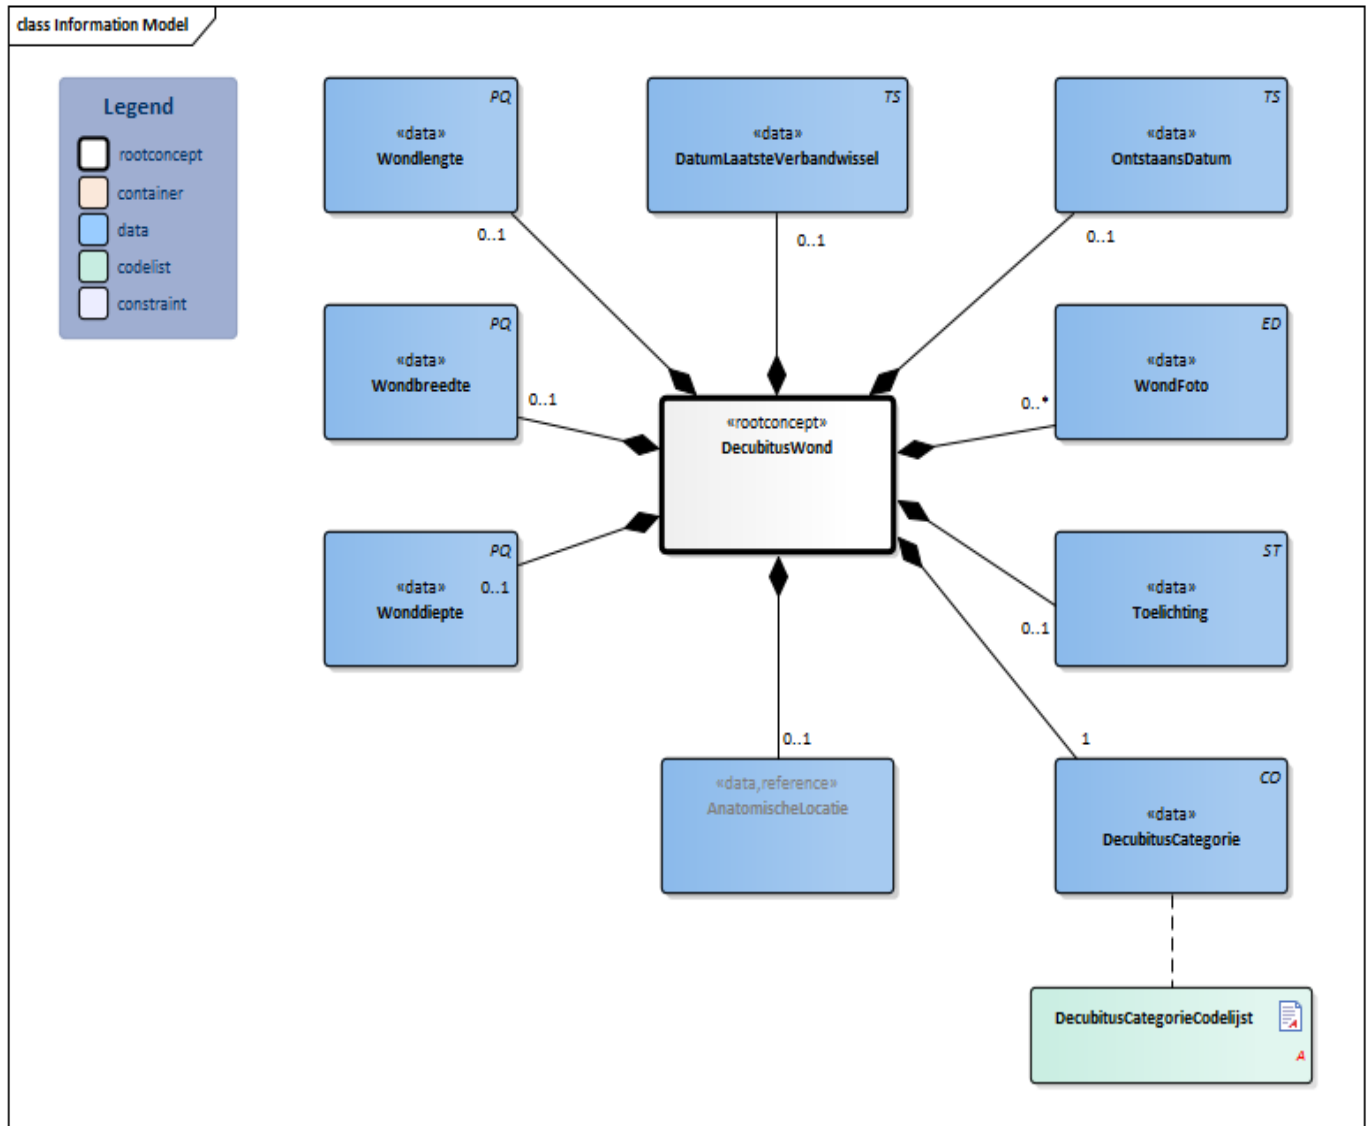 class Information Model
Legend
rootconcept
container
data
codelist
constraint
PQ
«data»
Wondlengte
0..1
TS
«data»
DatumLaatsteVerbandwissel
0..1
TS
«data»
OntstaansDatum
0..1
PQ
«data»
Wondbreedte
0..1
«rootconcept»
DecubitusWond
ED
«data»
WondFoto
0..*
PQ
«data»
0..1
Wonddiepte
ST
«data»
Toelichting
0..1
0..1
«data,reference»
AnatomischeLocatie
1
CO
«data»
DecubitusCategorie
DecubitusCategorieCodelijst
A